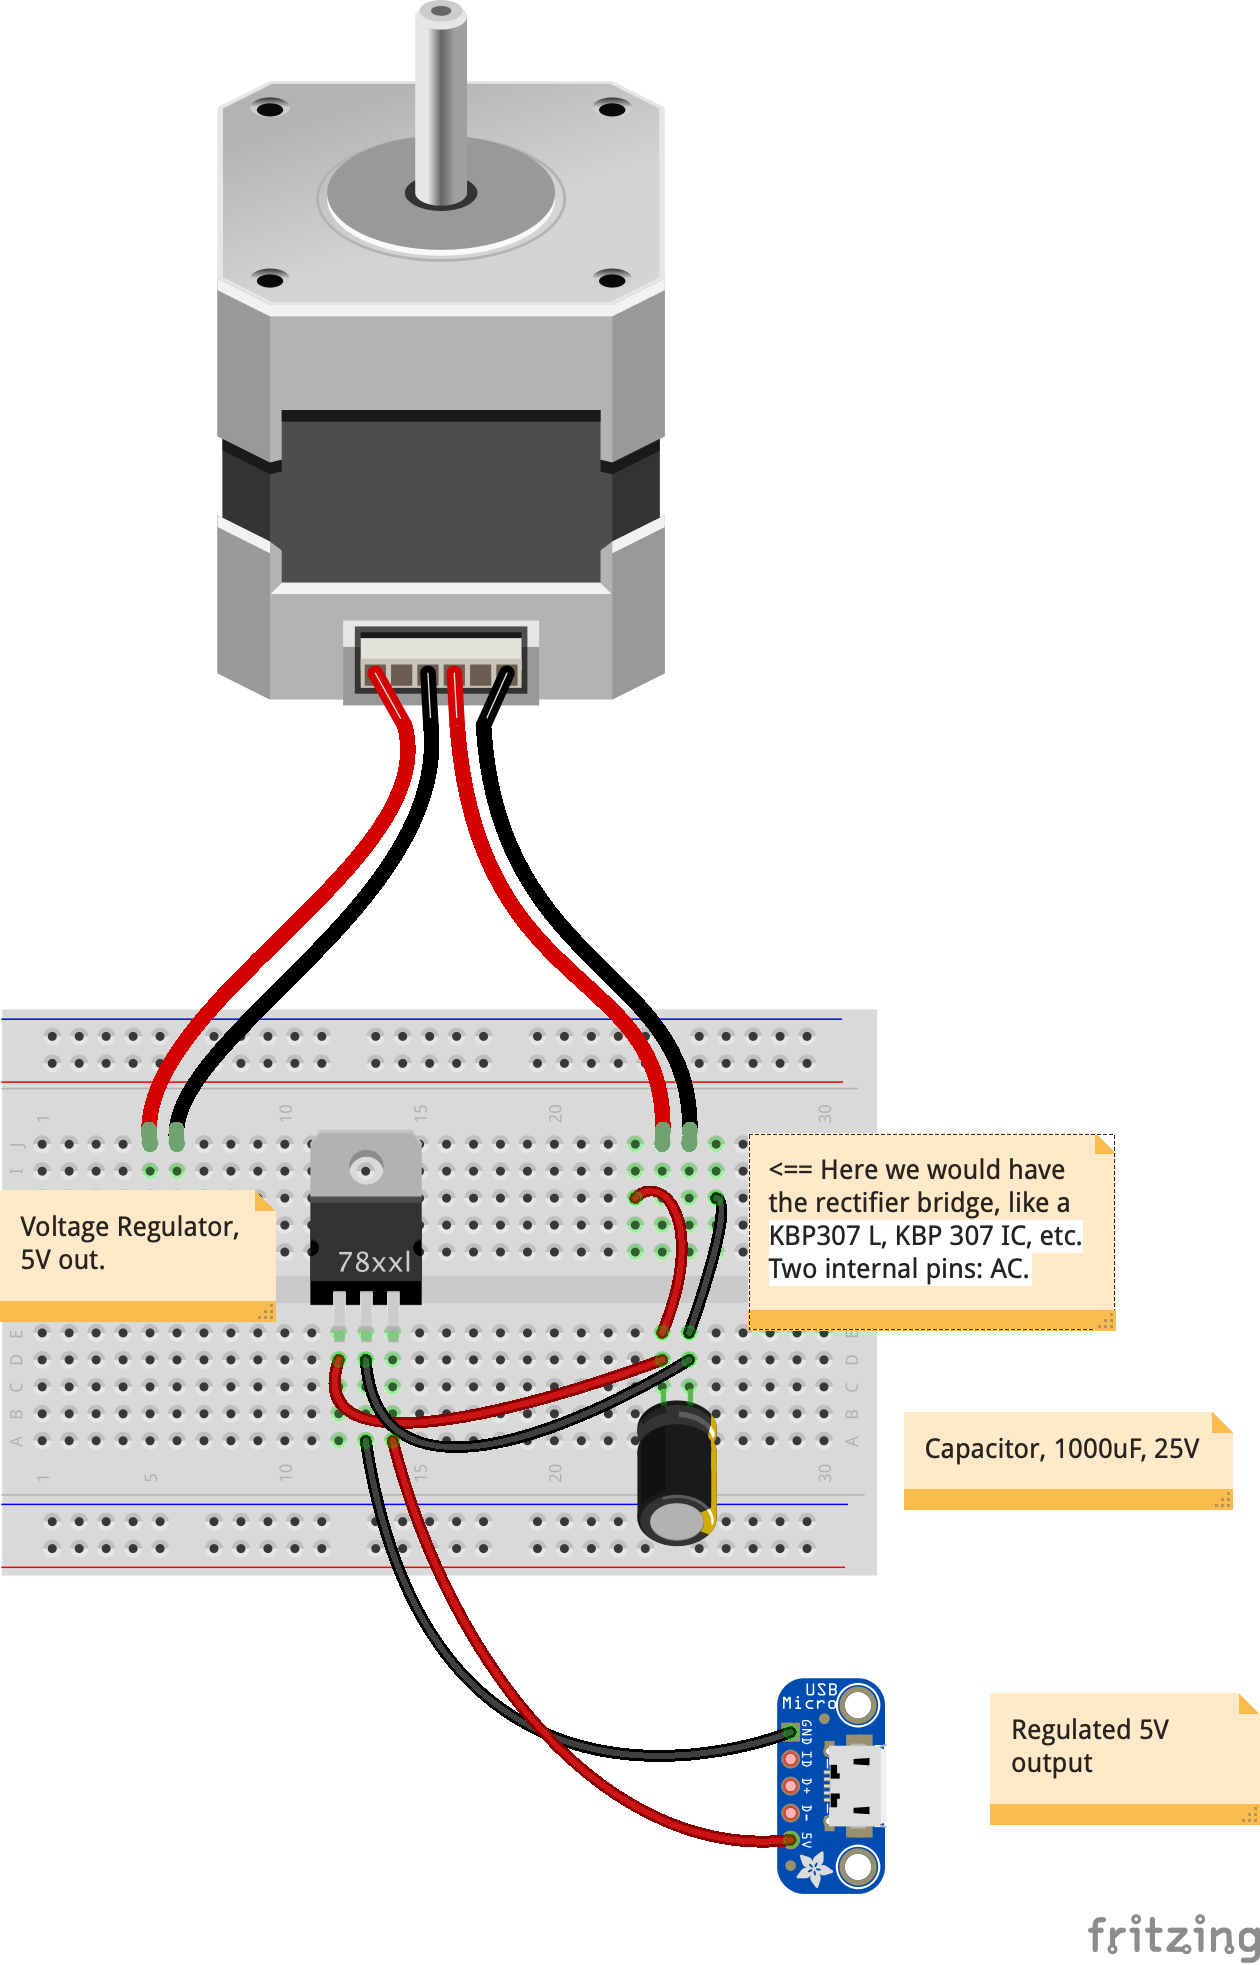 1
10
15
20
30
J
I
<== Here we would have
the rectifier bridge, like a
KBP307 L, KBP 307 IC, etc.
Two internal pins: AC.
Voltage Regulator,
5V out.
78xxl
E
D
C
B
A
E
D
C
B
A
1
5
10
15
20
30
Capacitor, 1000uF, 25V
USB
Micro
GND
ID
D+
D-
5V
Regulated 5V
output
fritzing